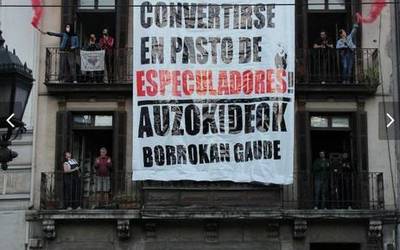 CONVERTIRSE
EN PASTO DE
ESPECULADORES!!
AUZOKIDEOK
BORROKAN GAUDE